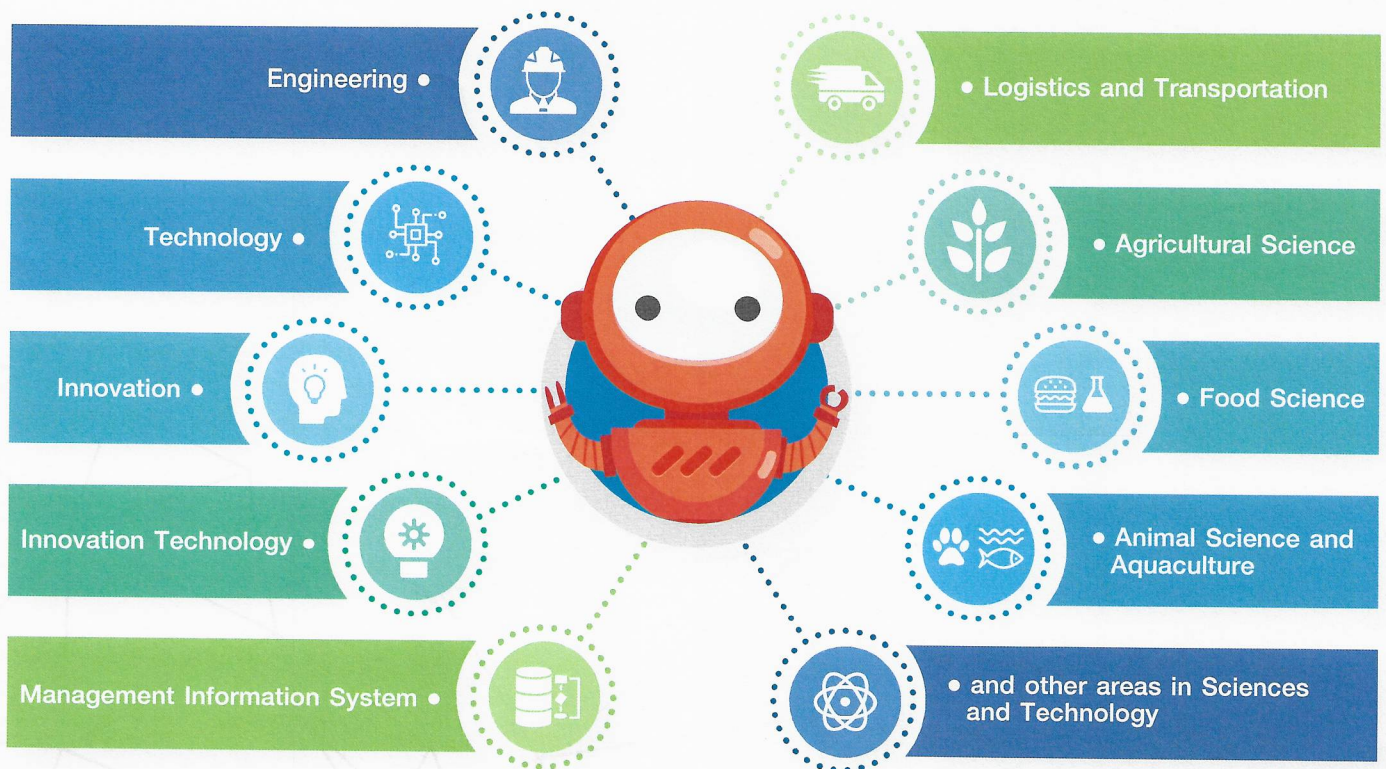 Engineering •
Technology •
Innovation •
Innovation Technology •
Management Information System •
• Logistics and Transportation
• Agricultural Science
• Food Science
• Animal Science and
Aquaculture
• and other areas in Sciences
and Technology